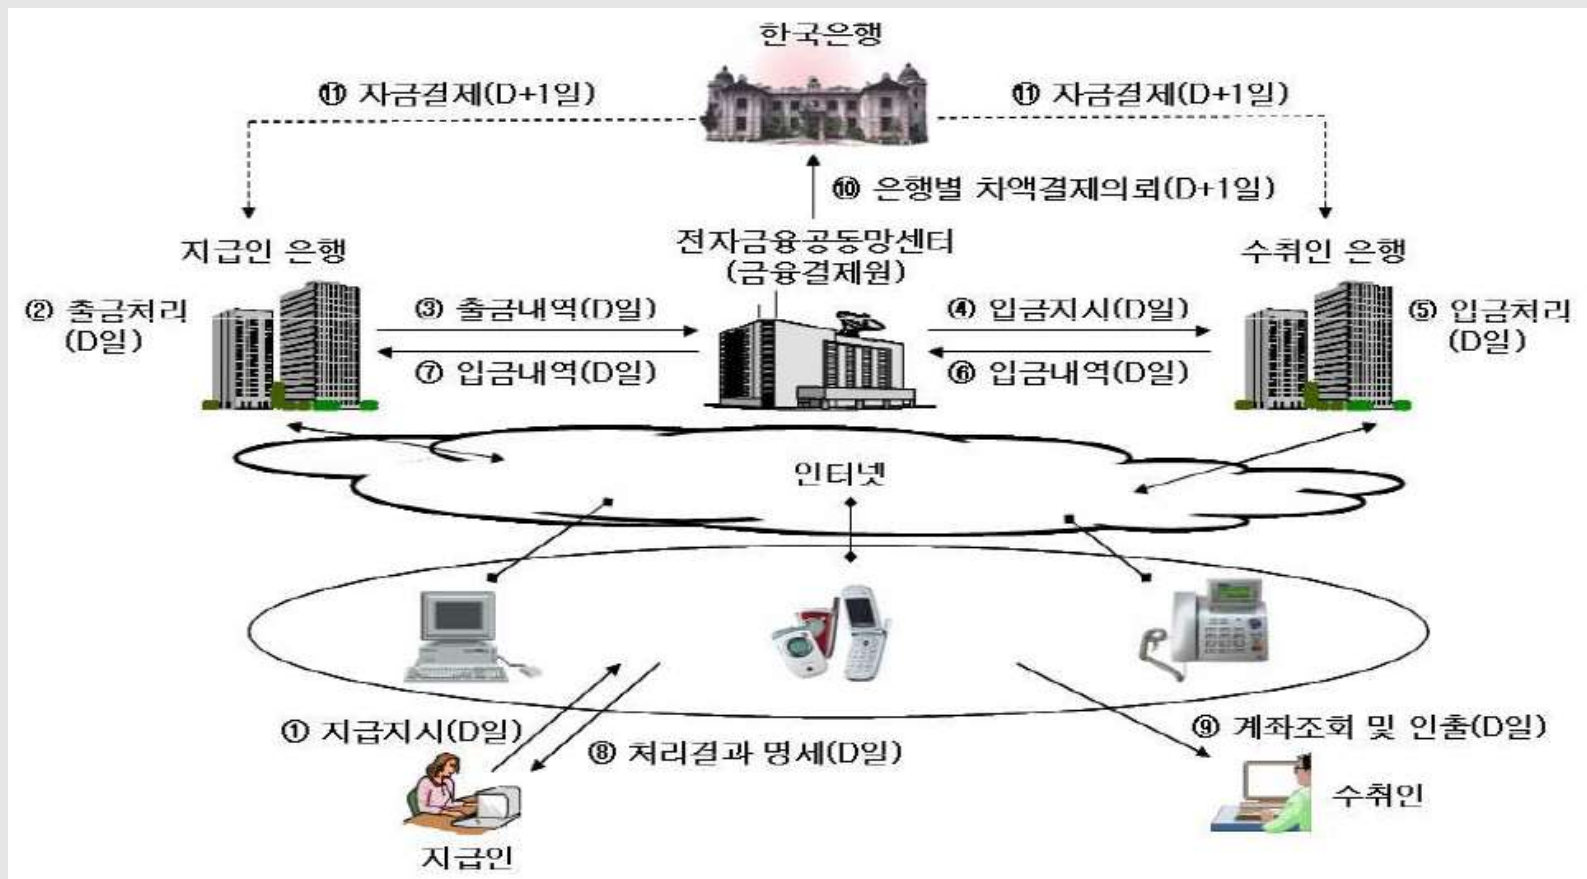 한국은행
⑪ 자금결제(D+1일)
⑪ 자금결제(D+1일)
⑩ 은행별 차액결제의뢰(D+1일)
지급인 은행
전자금융공동망센터
(금융결제원)
수취인 은행
② 출금처리
(D일)
③ 출금내역(D일)
④ 입금지시(D일)
⑤ 입금처리
(D일)
⑦ 입금내역(D일)
⑥ 입금내역(D일)
인터넷
① 지급지시(D일)
⑧ 처리결과 명세(D일)
⑨ 계좌조회 및 인출(D일)
수취인
지급인